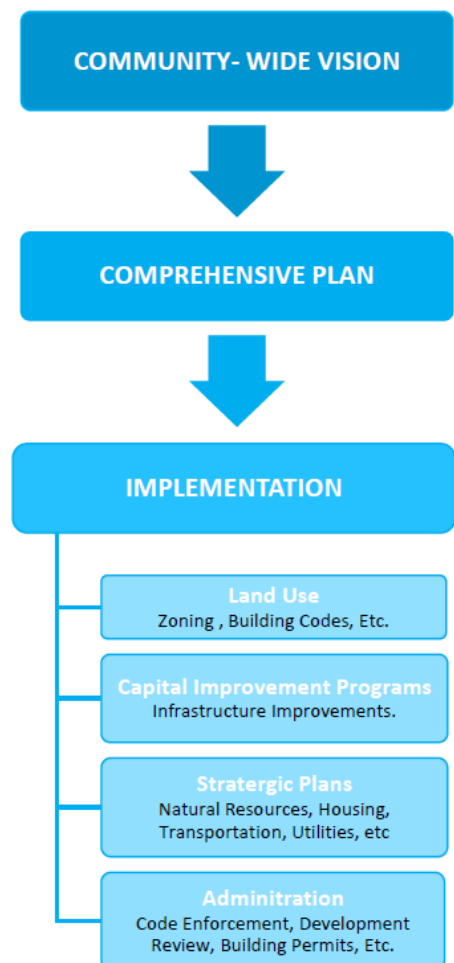 COMMUNITY- WIDE VISION
COMPREHENSIVE PLAN
IMPLEMENTATION
Land Use
Zoning , Building Codes, Etc.
Capital Improvement Programs
Infrastructure Improvements.
Stratergic Plans
Natural Resources, Housing,
Transportation, Utilities, etc
Adminitration
Code Enforcement, Development
Review, Building Permits, Etc.